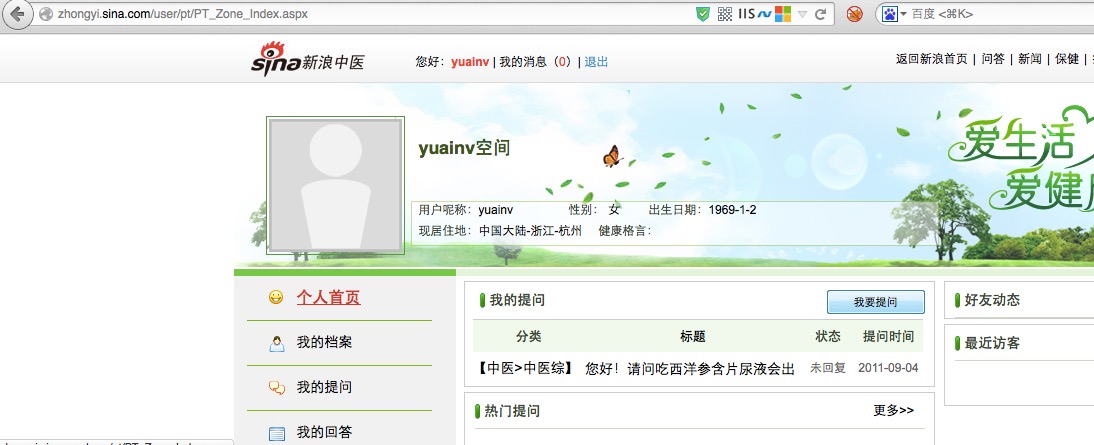 zhongyi.sina.com/user/pt/PT_Zone_Index.aspx
IIS
百度 <⌘K>
sina新浪中医
您好：yuainv | 我的消息（0）| 退出
返回新浪首页 | 问答 | 新闻 | 保健 |
yuainv空间
爱生活
爱健康
用户昵称：yuainv 性别：女 出生日期：1969-1-2
现居住地：中国大陆-浙江-杭州 健康格言：
个人首页
我的档案
我的提问
我的回答
我的提问
我要提问
分类 标题 状态 提问时间
【中医>中医综】 您好！请问吃西洋参含片尿液会出 未回复 2011-09-04
热门提问 更多>>
好友动态
最近访客